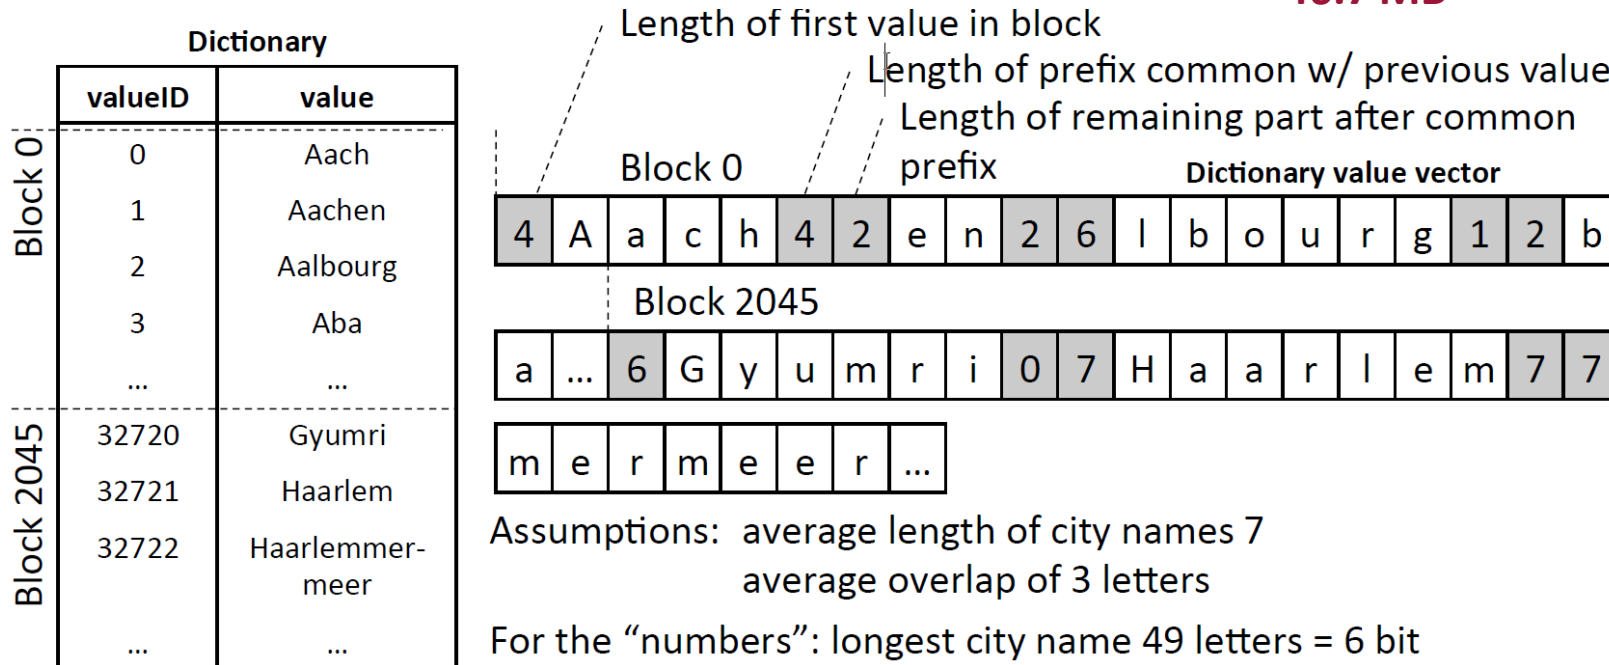 Dictionary
valueID value
Block 0
0 Aach
1 Aachen
2 Aalbourg
3 Aba
... ...
Block 2045
32720 Gyumri
32721 Haarlem
32722 Haarlemmer-
meer
... ...
Length of first value in block
Length of prefix common w/ previous value
Length of remaining part after common
prefix
Block 0
Dictionary value vector
4 A a c h 4 2 e n 2 6 l b o u r g 1 2 b
Block 2045
a ... 6 G y u m r i 0 7 H a a r l e m 7 7
m e r m e e r ...
Assumptions: average length of city names 7
average overlap of 3 letters
For the “numbers”: longest city name 49 letters = 6 bit